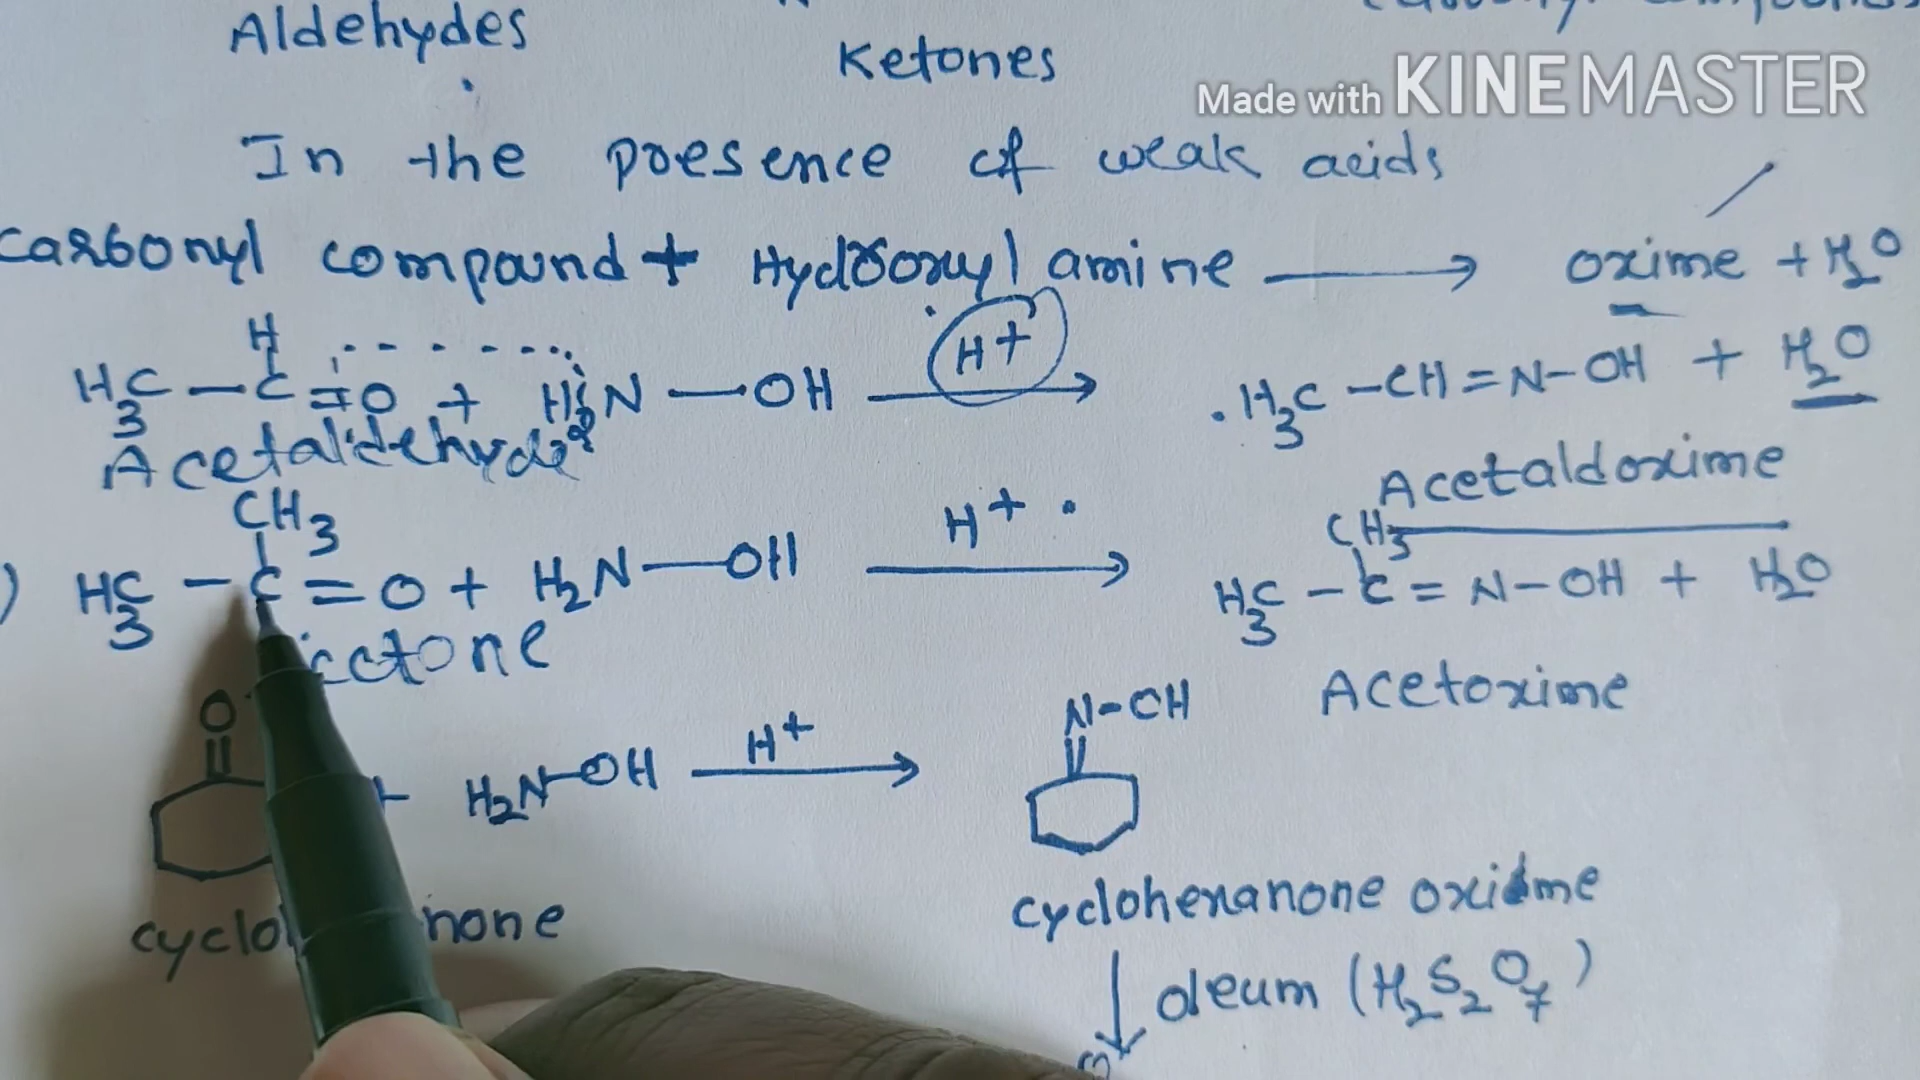 Aldehydes
Ketones
Made with KINEMASTER
In the presence of weak acids
carbonyl compound + Hydroxyl amine ⟶ oxime + H₂O
H
H₃C – C = O + H₂N – OH ⟶ H₃C – CH = N – OH + H₂O
H+
Acetaldehyde
Acetaldoxime
CH₃
CH₃
) H₃C – C = O + H₂N – OH ⟶ H₃C – C = N – OH + H₂O
H+
Acetoxime
O
N – OH
+ H₂N – OH ⟶
H+
cyclohexanone oxime
↓ oleum (H₂S₂O₇)